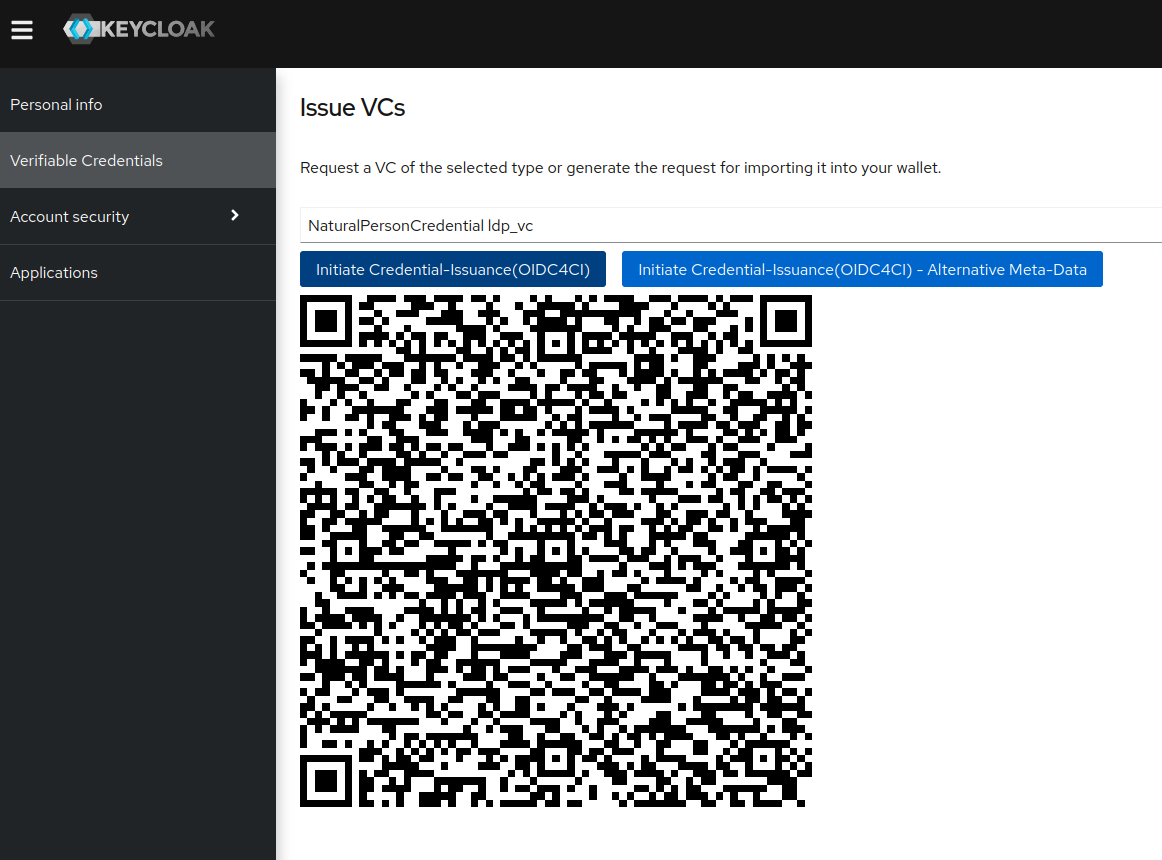 KEYCLOAK
Personal info
Verifiable Credentials
Account security
Applications
Issue VCs
Request a VC of the selected type or generate the request for importing it into your wallet.
NaturalPersonCredential ldp_vc
Initiate Credential-Issuance(OIDC4CI)
Initiate Credential-Issuance(OIDC4CI) - Alternative Meta-Data